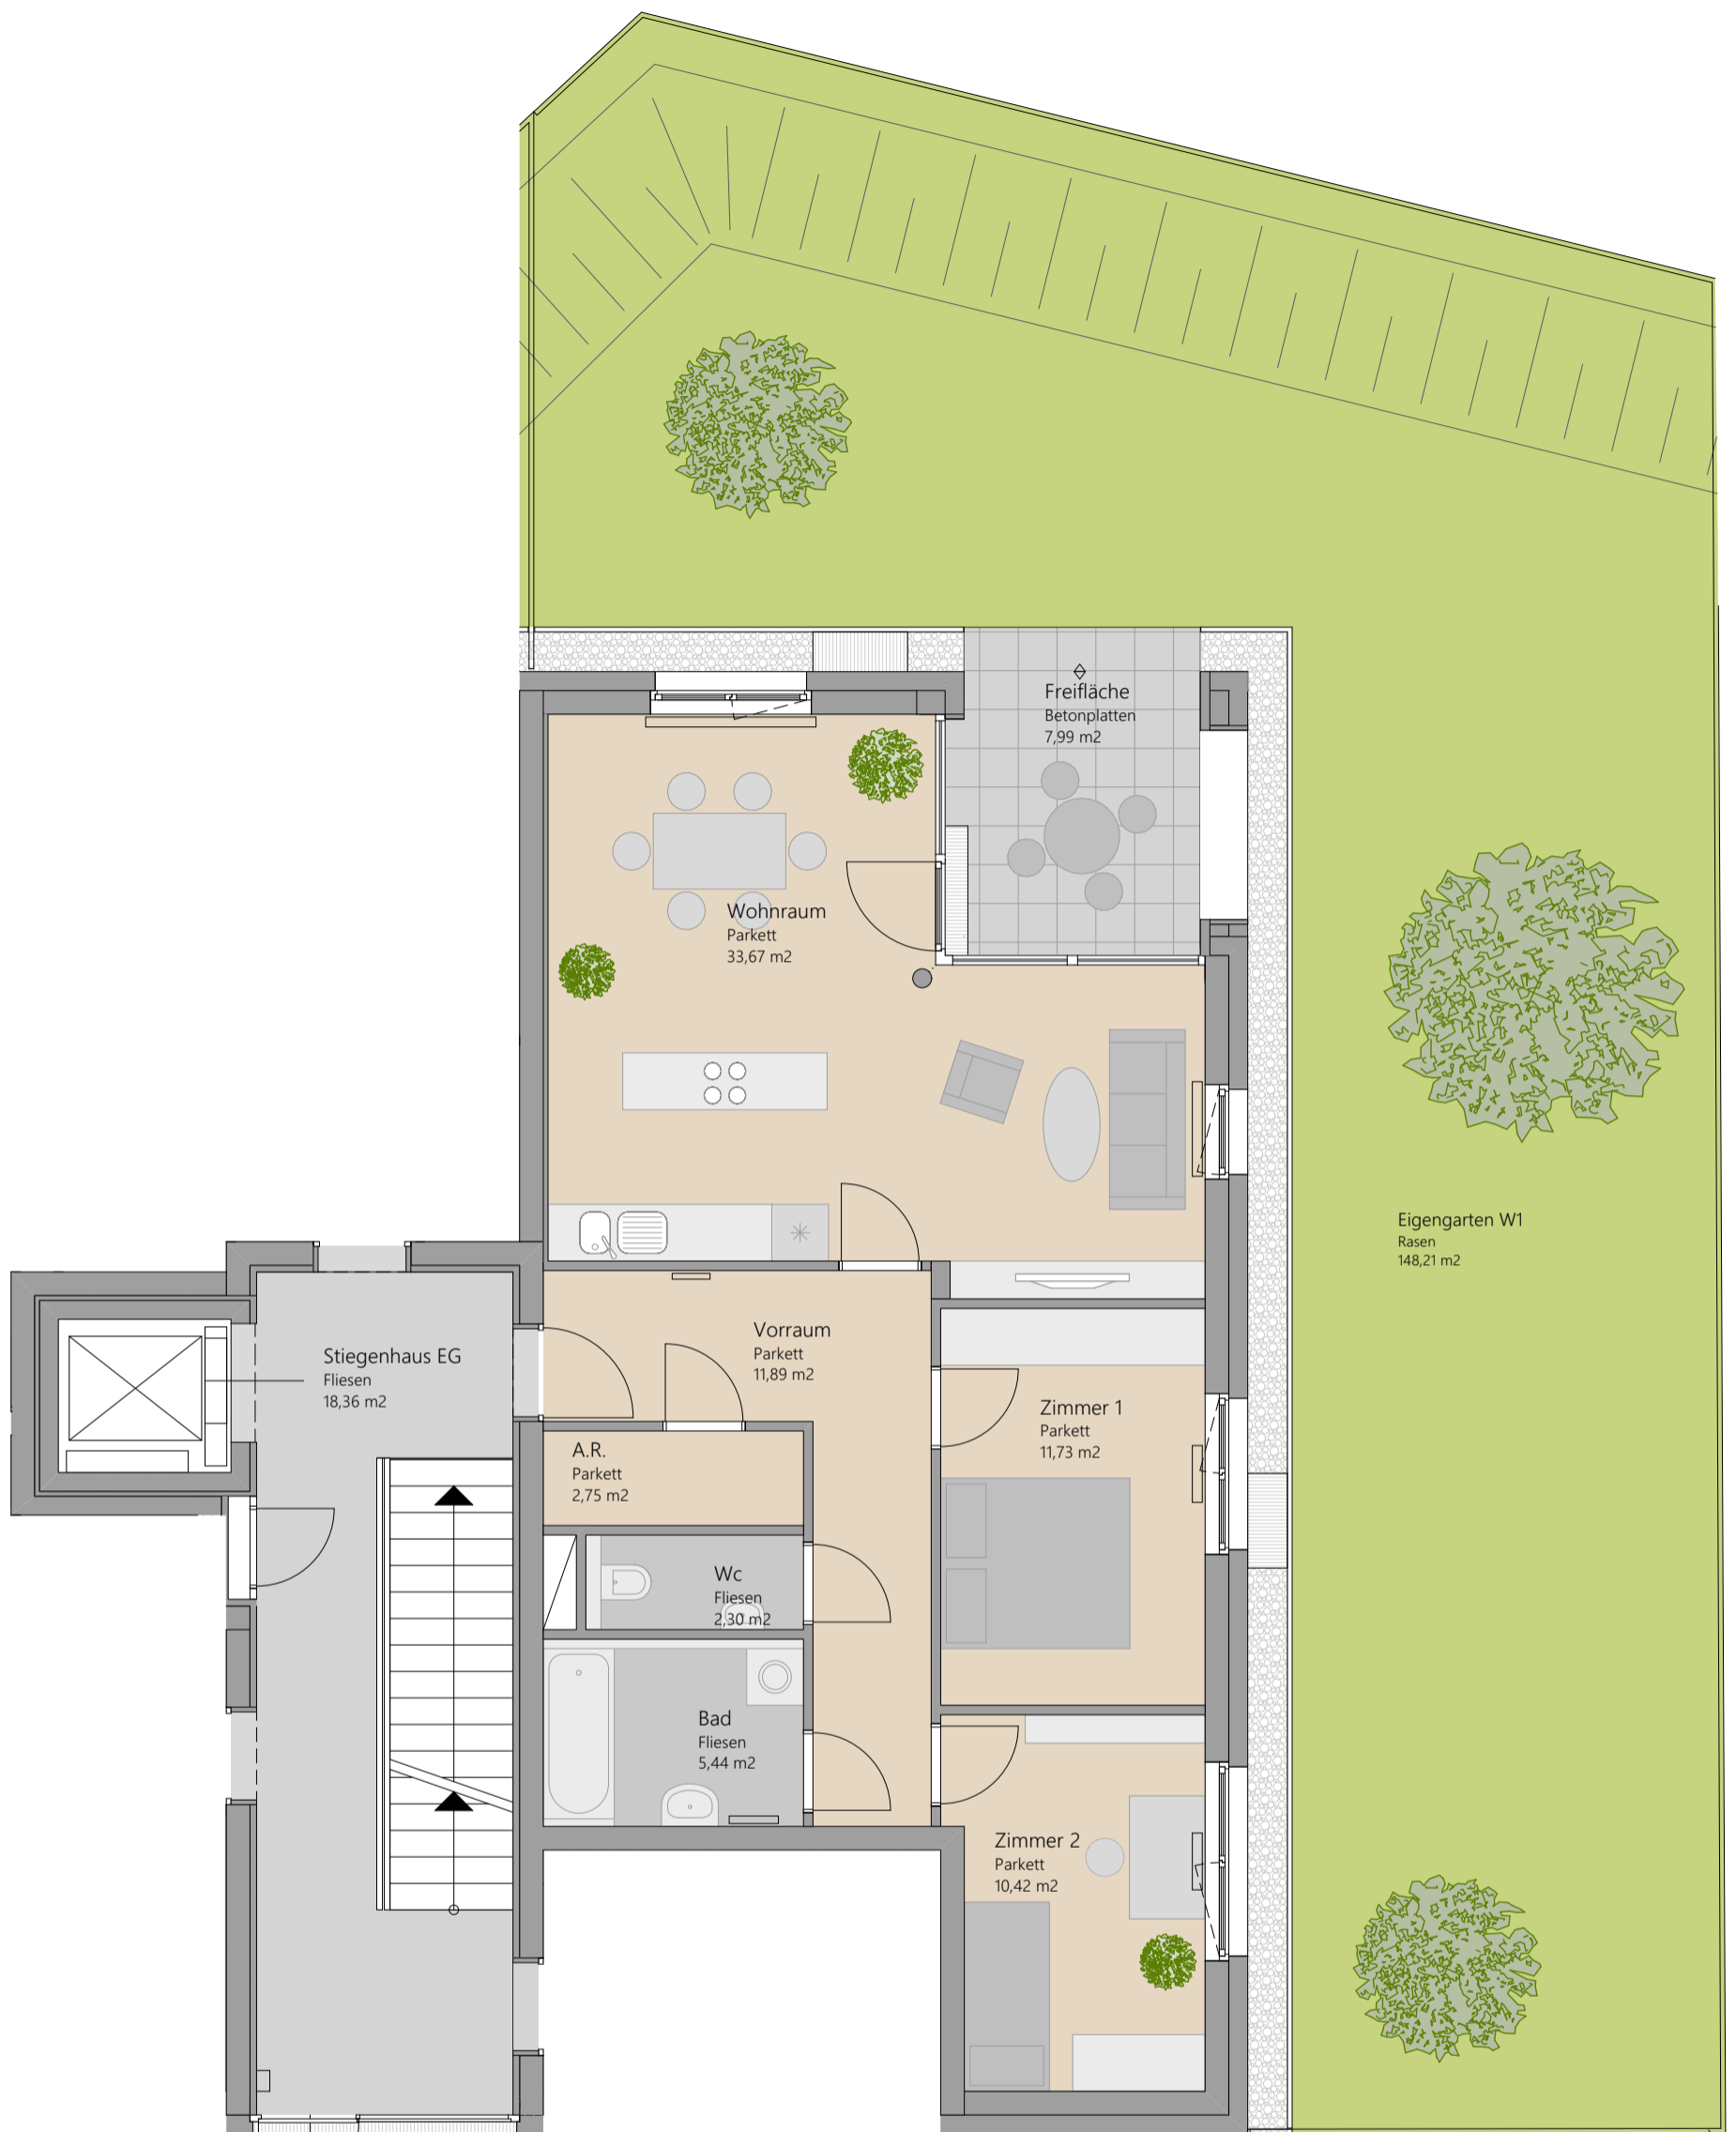 Freifläche
Betonplatten
7,99 m2
Wohnraum
Parkett
33,67 m2
Eigengarten W1
Rasen
148,21 m2
Vorraum
Parkett
11,89 m2
Stiegenhaus EG
Fliesen
18,36 m2
Zimmer 1
Parkett
11,73 m2
A.R.
Parkett
2,75 m2
Wc
Fliesen
2,30 m2
Bad
Fliesen
5,44 m2
Zimmer 2
Parkett
10,42 m2